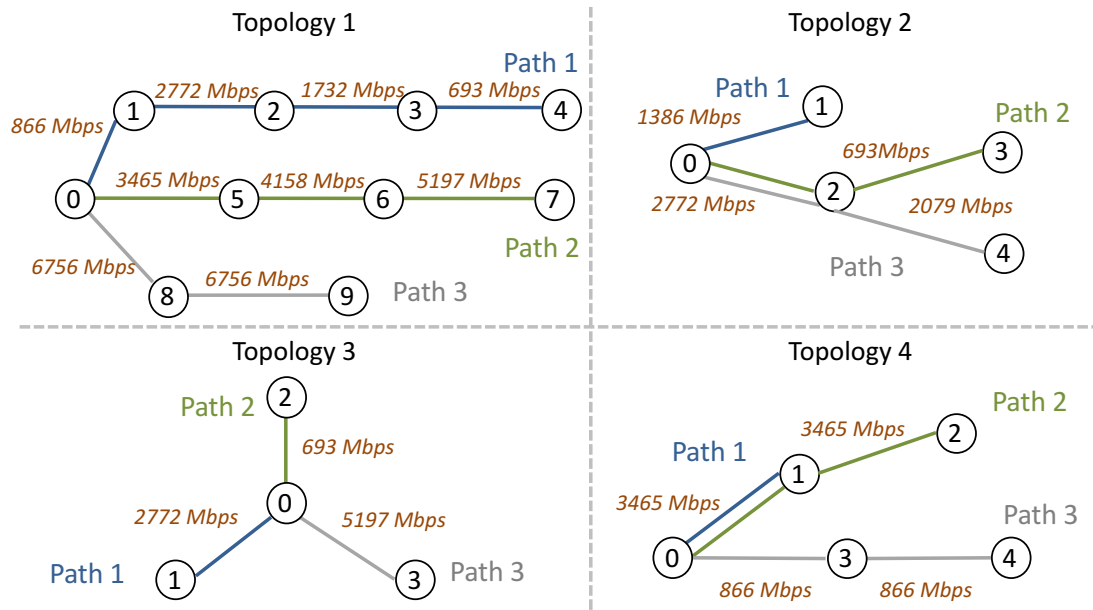 Topology 1
Path 1
2772 Mbps
1732 Mbps
693 Mbps
1
2
3
4
866 Mbps
3465 Mbps
4158 Mbps
5197 Mbps
0
5
6
7
Path 2
6756 Mbps
6756 Mbps
8
9
Path 3
Topology 2
Path 1
1
1386 Mbps
Path 2
693Mbps
3
0
2
2772 Mbps
2079 Mbps
4
Path 3
Topology 3
2
Path 2
693 Mbps
0
2772 Mbps
5197 Mbps
Path 1
1
3
Path 3
Topology 4
Path 2
3465 Mbps
2
Path 1
1
3465 Mbps
Path 3
0
3
4
866 Mbps
866 Mbps